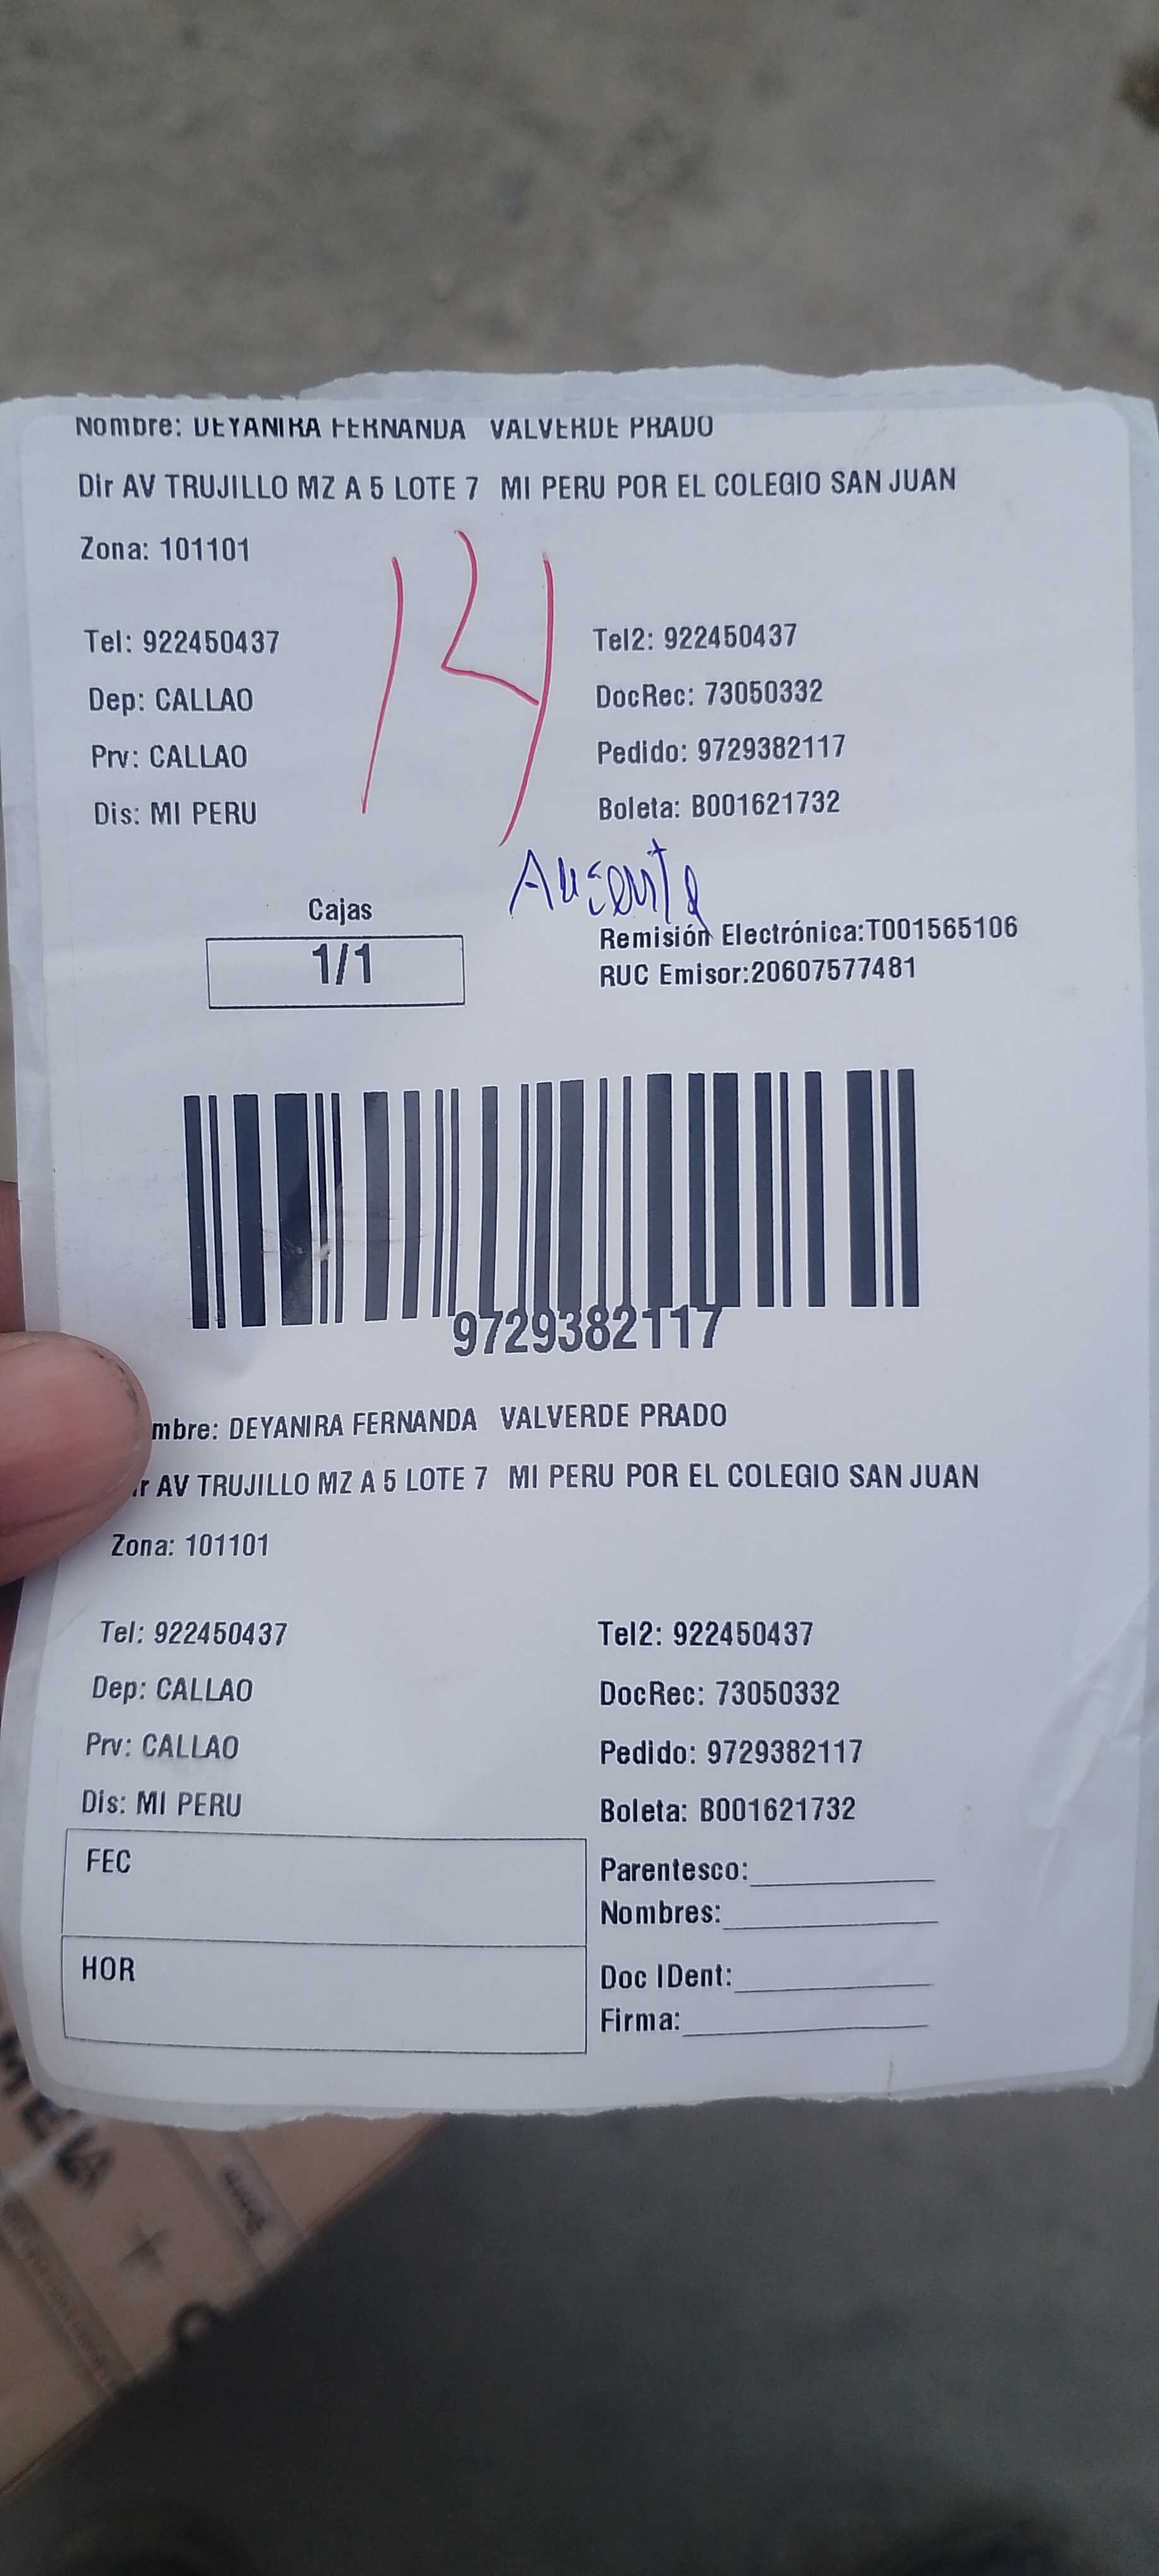 Nombre: DEYANIRA FERNANDA VALVERDE PRADO
Dir AV TRUJILLO MZ A 5 LOTE 7 MI PERU POR EL COLEGIO SAN JUAN
Zona: 101101
14
Tel: 922450437 Tel2: 922450437
Dep: CALLAO DocRec: 73050332
Prv: CALLAO Pedido: 9729382117
Dis: MI PERU Boleta: B001621732
Ausente
Cajas
1/1
Remisión Electrónica:T001565106
RUC Emisor:20607577481
9729382117
mbre: DEYANIRA FERNANDA VALVERDE PRADO
r AV TRUJILLO MZ A 5 LOTE 7 MI PERU POR EL COLEGIO SAN JUAN
Zona: 101101
Tel: 922450437 Tel2: 922450437
Dep: CALLAO DocRec: 73050332
Prv: CALLAO Pedido: 9729382117
Dis: MI PERU Boleta: B001621732
FEC
Parentesco:
Nombres:
HOR
Doc IDent:
Firma: